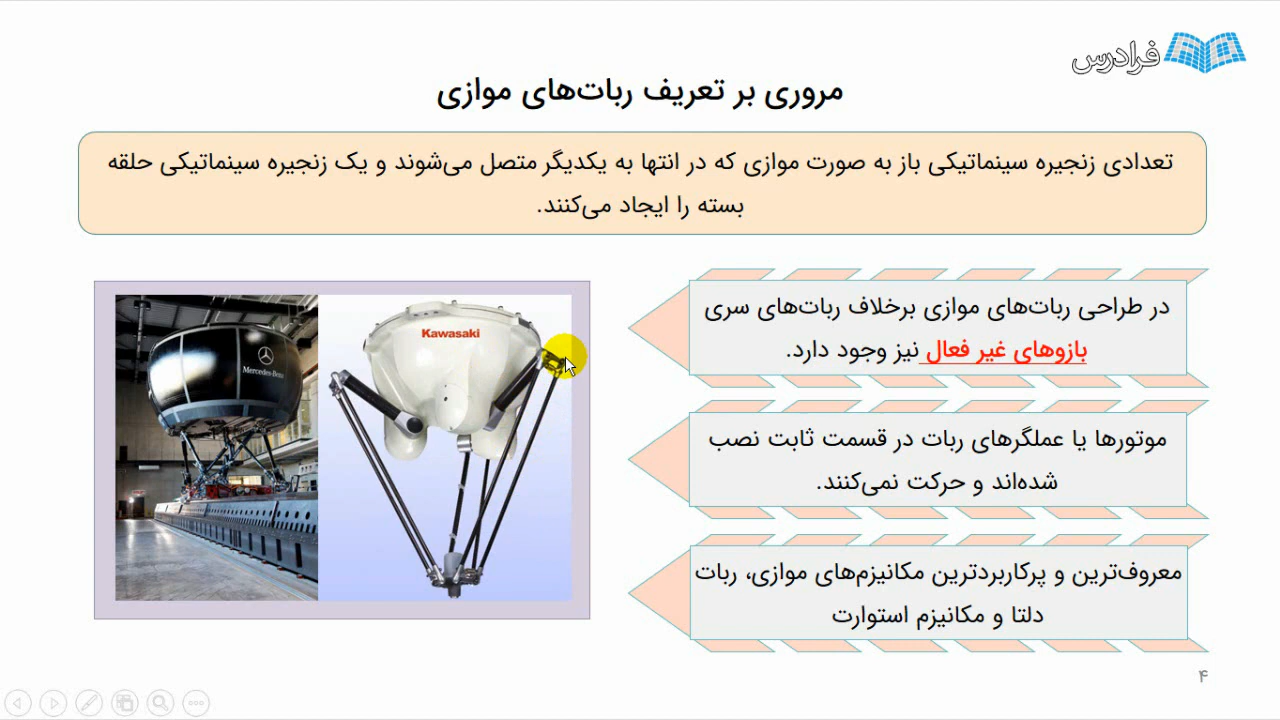 فرادرس
مروری بر تعریف ربات‌های موازی
تعدادی زنجیره سینماتیکی باز به صورت موازی که در انتها به یکدیگر متصل می‌شوند و یک زنجیره سینماتیکی حلقه
بسته را ایجاد می‌کنند.
در طراحی ربات‌های موازی برخلاف ربات‌های سری
بازوهای غیر فعال نیز وجود دارد.
موتورها یا عملگرهای ربات در قسمت ثابت نصب
شده‌اند و حرکت نمی‌کنند.
معروف‌ترین و پرکاربردترین مکانیزم‌های موازی، ربات
دلتا و مکانیزم استوارت
Mercedes-Benz
Kawasaki
۴